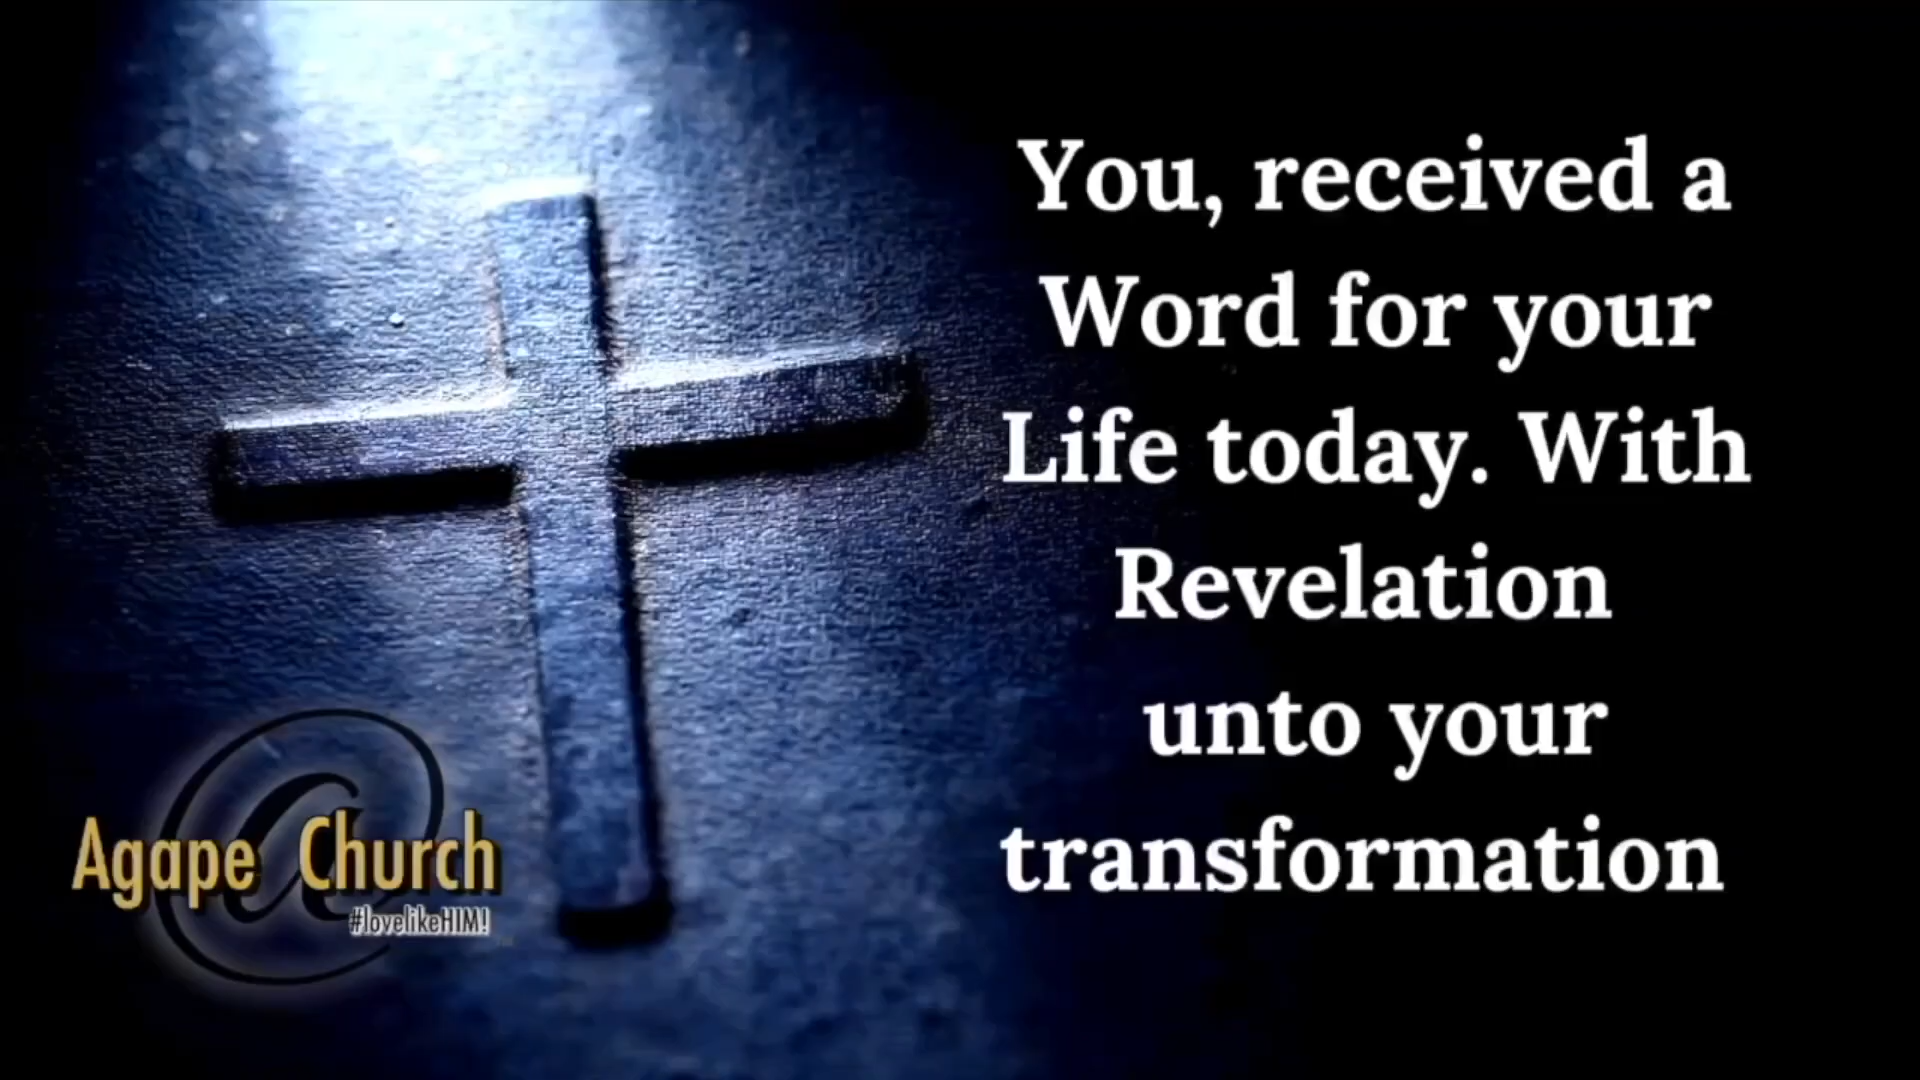 You, received a
Word for your
Life today. With
Revelation
unto your
transformation
@
Agape Church
#lovelikeHIM!